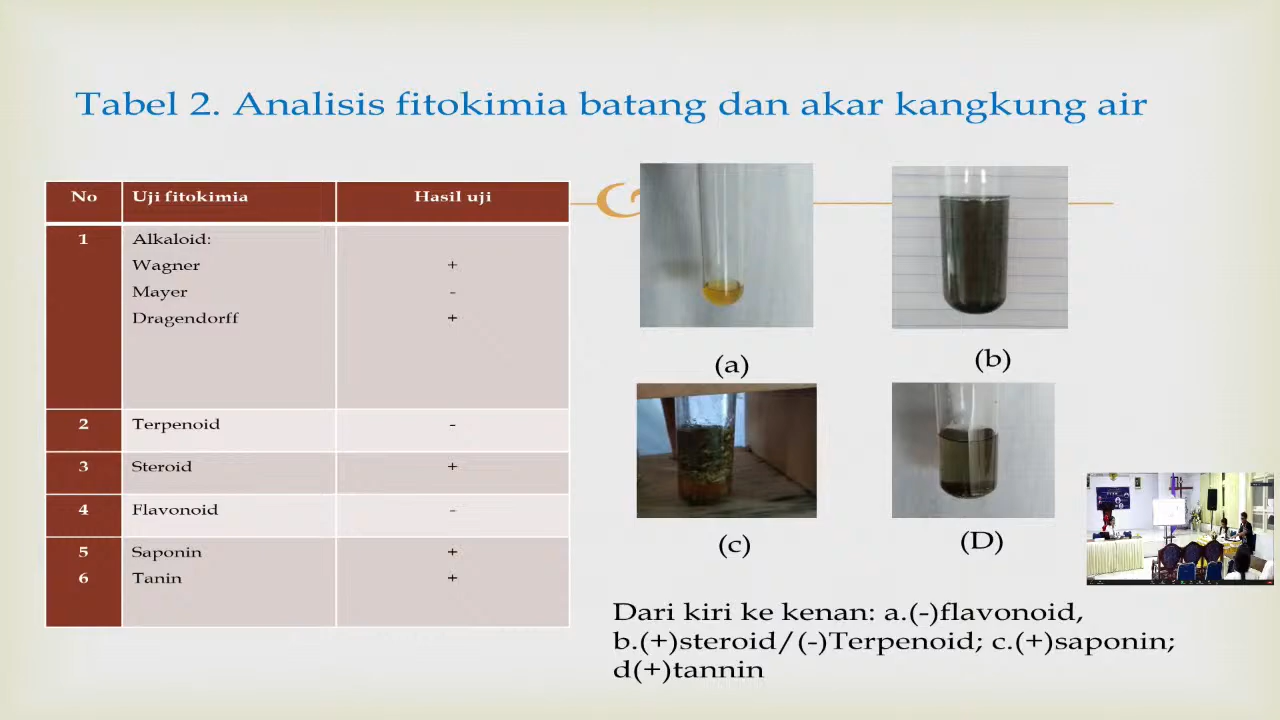 Tabel 2. Analisis fitokimia batang dan akar kangkung air
No Uji fitokimia Hasil uji
1 Alkaloid:
Wagner +
Mayer -
Dragendorff +
2 Terpenoid -
3 Steroid +
4 Flavonoid -
5 Saponin +
6 Tanin +
(a)
(b)
(c)
(D)
Dari kiri ke kenan: a.(-)flavonoid,
b.(+)steroid/(-)Terpenoid; c.(+)saponin;
d(+)tannin